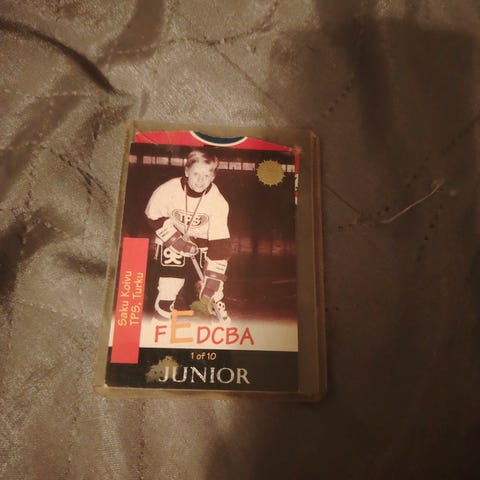 TPS
Saku Koivu
TPS, Turku
FEDCBA
1 of 10
JUNIOR